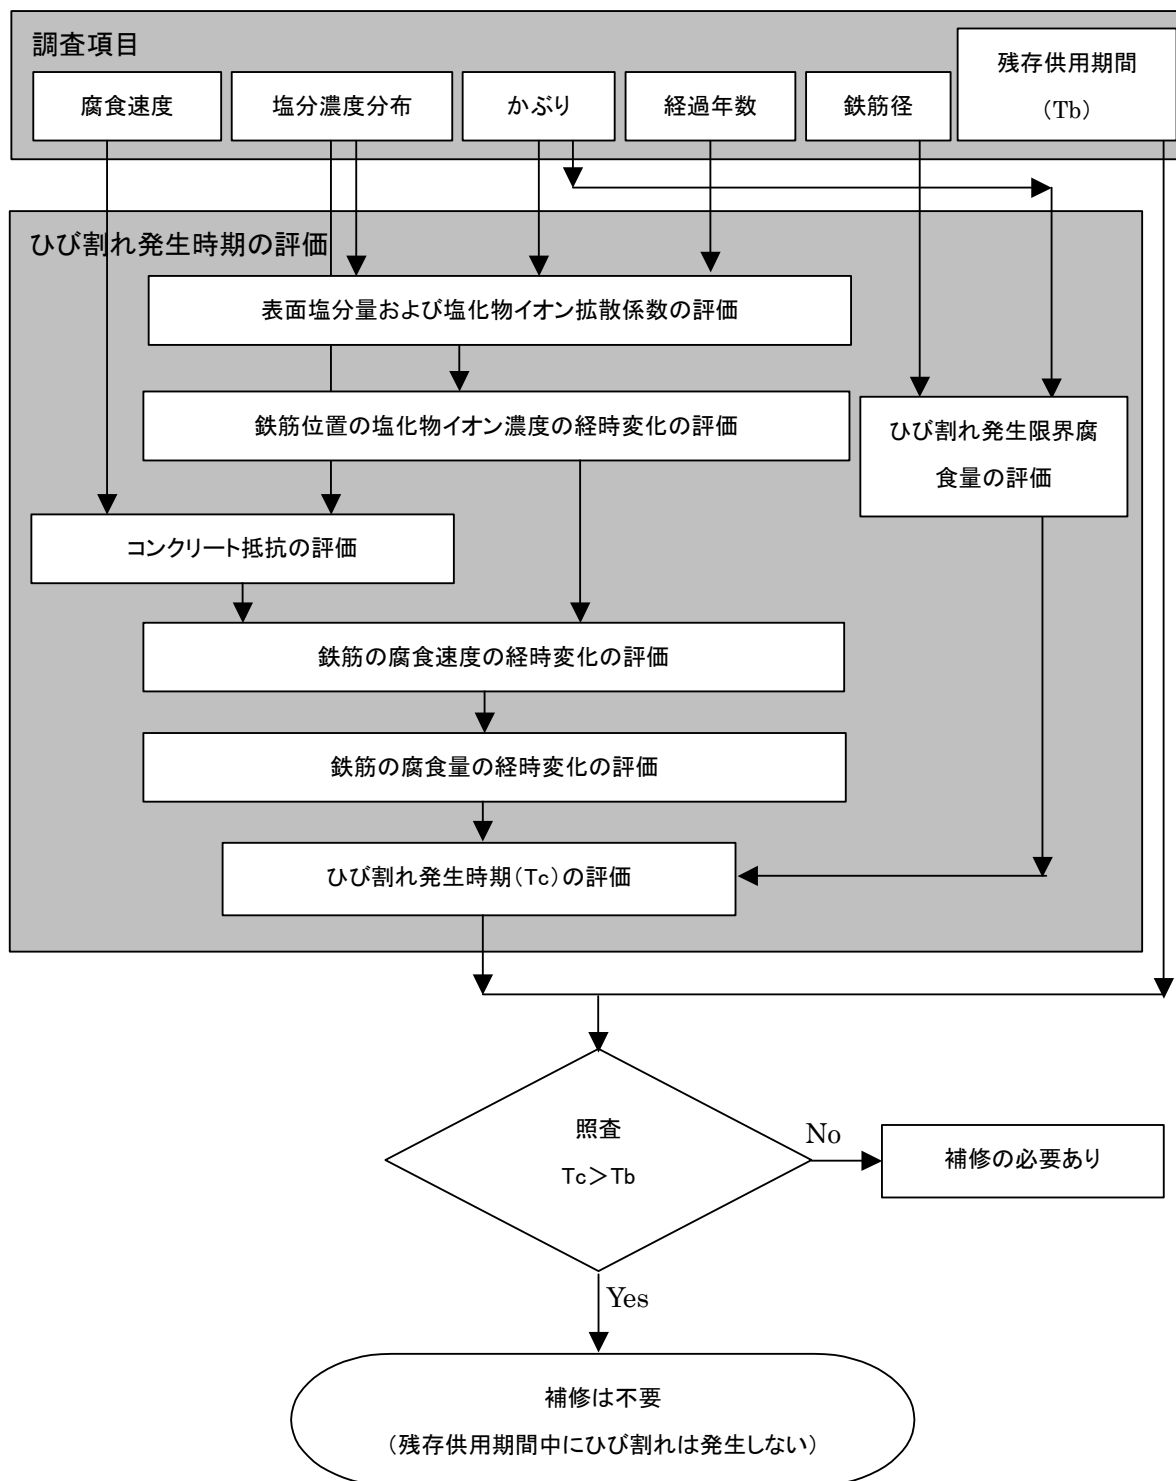 調査項目
腐食速度
塩分濃度分布
かぶり
経過年数
鉄筋径
残存供用期間
(Tb)
ひび割れ発生時期の評価
表面塩分量および塩化物イオン拡散係数の評価
鉄筋位置の塩化物イオン濃度の経時変化の評価
ひび割れ発生限界腐
食量の評価
コンクリート抵抗の評価
鉄筋の腐食速度の経時変化の評価
鉄筋の腐食量の経時変化の評価
ひび割れ発生時期(Tc)の評価
照査
Tc>Tb
No
補修の必要あり
Yes
補修は不要
(残存供用期間中にひび割れは発生しない)